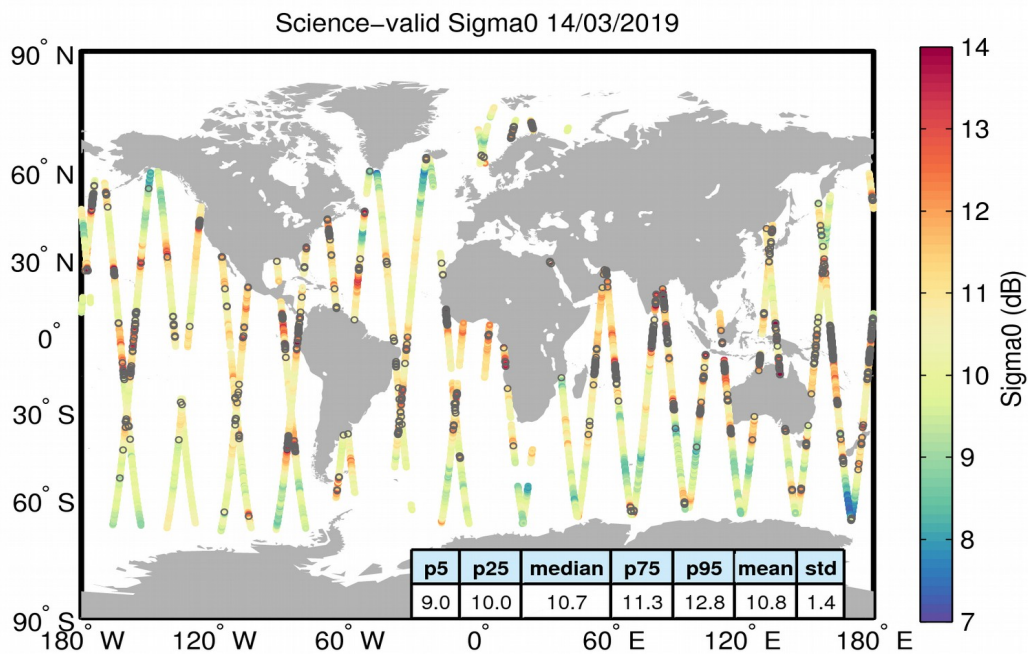 Science–valid Sigma0 14/03/2019
90° N
60° N
30° N
0°
30° S
60° S
90° S
180° W
120° W
60° W
0°
60° E
120° E
180° E
p5 p25 median p75 p95 mean std
9.0 10.0 10.7 11.3 12.8 10.8 1.4
14
13
12
11
10
9
8
7
Sigma0 (dB)